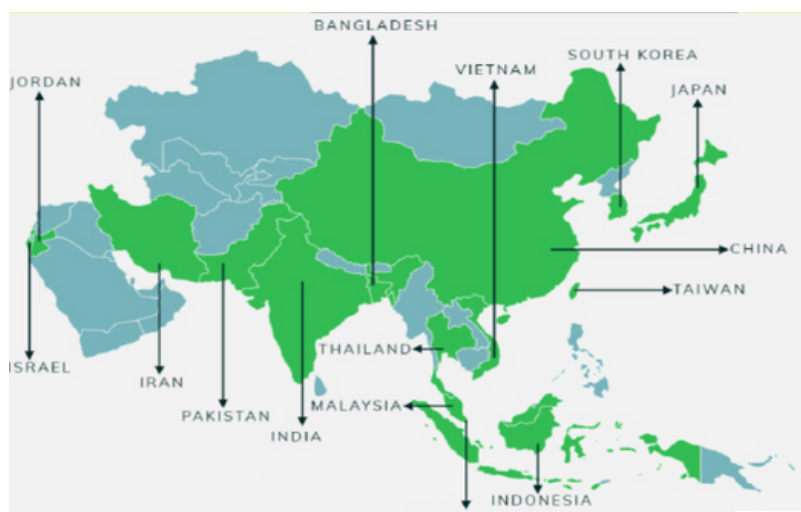 BANGLADESH
SOUTH KOREA
VIETNAM
JORDAN
JAPAN
CHINA
TAIWAN
THAILAND
ISRAEL
IRAN
MALAYSIA
PAKISTAN
INDIA
INDONESIA